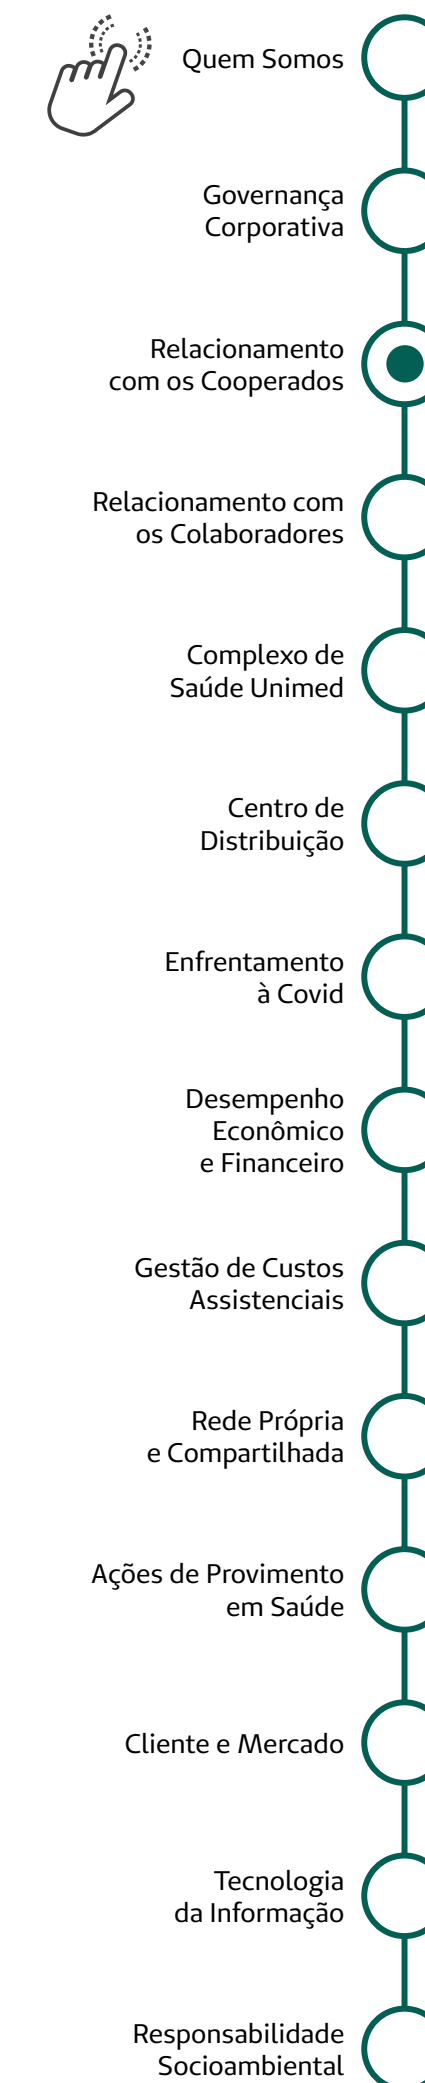 Quem Somos
Governança
Corporativa
Relacionamento
com os Cooperados
Relacionamento com
os Colaboradores
Complexo de
Saúde Unimed
Centro de
Distribuição
Enfrentamento
à Covid
Desempenho
Econômico
e Financeiro
Gestão de Custos
Assistenciais
Rede Própria
e Compartilhada
Ações de Provimento
em Saúde
Cliente e Mercado
Tecnologia
da Informação
Responsabilidade
Socioambiental